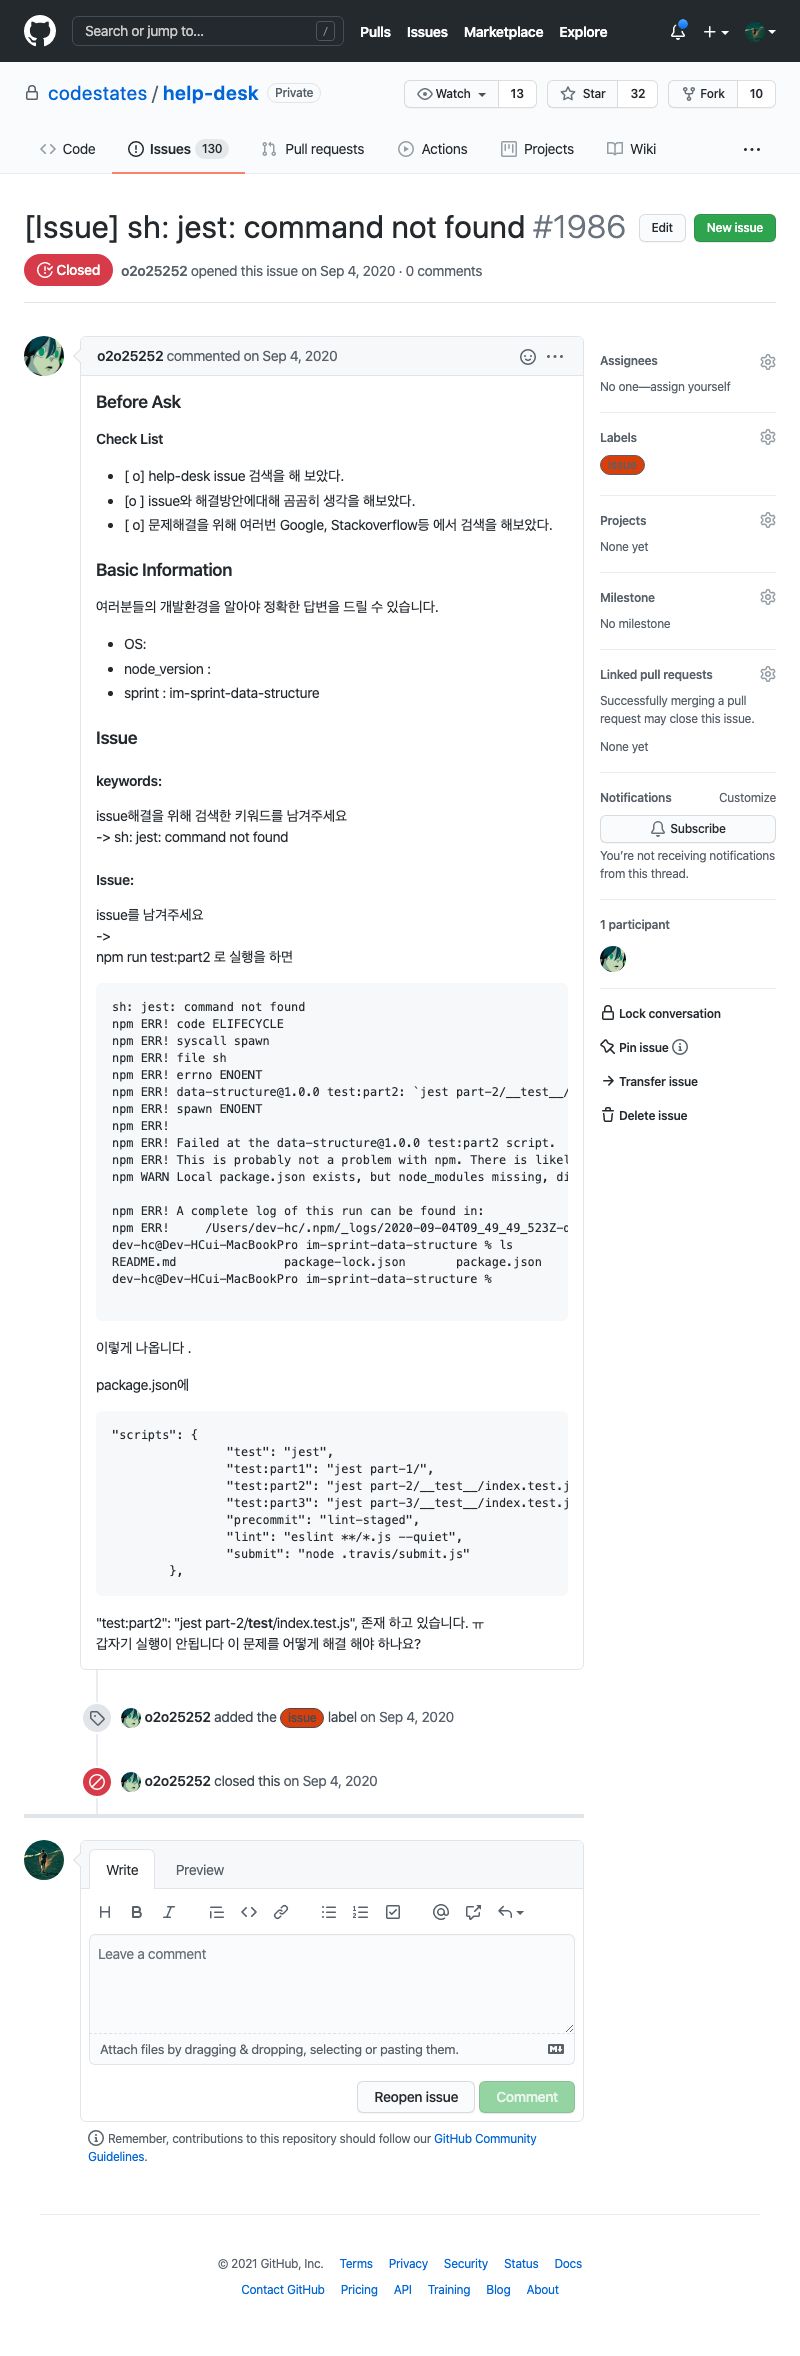 Search or jump to... /
Pulls Issues Marketplace Explore
codestates / help-desk Private
Watch 13 Star 32 Fork 10
Code Issues 130 Pull requests Actions Projects Wiki
[Issue] sh: jest: command not found #1986
Edit New issue
Closed o2o25252 opened this issue on Sep 4, 2020 · 0 comments
o2o25252 commented on Sep 4, 2020
Before Ask
Check List
[ o] help-desk issue 검색을 해 보았다.
[o ] issue와 해결방안에대해 곰곰히 생각을 해보았다.
[ o] 문제해결을 위해 여러번 Google, Stackoverflow등 에서 검색을 해보았다.
Basic Information
여러분들의 개발환경을 알아야 정확한 답변을 드릴 수 있습니다.
OS:
node_version :
sprint : im-sprint-data-structure
Issue
keywords:
issue해결을 위해 검색한 키워드를 남겨주세요
-> sh: jest: command not found
Issue:
issue를 남겨주세요
->
npm run test:part2 로 실행을 하면
sh: jest: command not found
npm ERR! code ELIFECYCLE
npm ERR! syscall spawn
npm ERR! file sh
npm ERR! errno ENOENT
npm ERR! data-structure@1.0.0 test:part2: `jest part-2/__test__/
npm ERR! spawn ENOENT
npm ERR!
npm ERR! Failed at the data-structure@1.0.0 test:part2 script.
npm ERR! This is probably not a problem with npm. There is likel
npm WARN Local package.json exists, but node_modules missing, di
npm ERR! A complete log of this run can be found in:
npm ERR!     /Users/dev-hc/.npm/_logs/2020-09-04T09_49_49_523Z-d
dev-hc@Dev-HCui-MacBookPro im-sprint-data-structure % ls
README.md               package-lock.json       package.json
dev-hc@Dev-HCui-MacBookPro im-sprint-data-structure %
이렇게 나옵니다 .
package.json에
"scripts": {
"test": "jest",
"test:part1": "jest part-1/",
"test:part2": "jest part-2/__test__/index.test.j
"test:part3": "jest part-3/__test__/index.test.j
"precommit": "lint-staged",
"lint": "eslint **/*.js --quiet",
"submit": "node .travis/submit.js"
},
"test:part2": "jest part-2/test/index.test.js", 존재 하고 있습니다. ㅠ
갑자기 실행이 안됩니다 이 문제를 어떻게 해결 해야 하나요?
o2o25252 added the issue label on Sep 4, 2020
o2o25252 closed this on Sep 4, 2020
Write Preview
Leave a comment
Attach files by dragging & dropping, selecting or pasting them.
Reopen issue Comment
Remember, contributions to this repository should follow our GitHub Community
Guidelines.
Assignees
No one—assign yourself
Labels
issue
Projects
None yet
Milestone
No milestone
Linked pull requests
Successfully merging a pull
request may close this issue.
None yet
Notifications Customize
Subscribe
You're not receiving notifications
from this thread.
1 participant
Lock conversation
Pin issue
Transfer issue
Delete issue
© 2021 GitHub, Inc. Terms Privacy Security Status Docs
Contact GitHub Pricing API Training Blog About